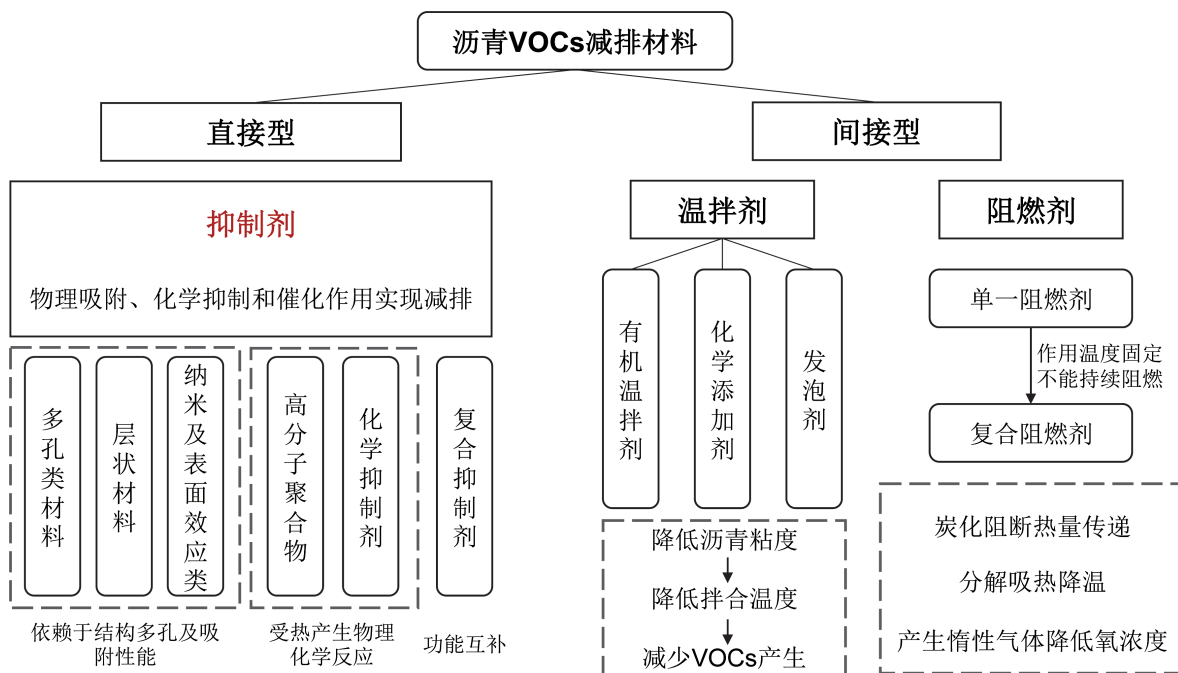 沥青VOCs减排材料
直接型
间接型
抑制剂
物理吸附、化学抑制和催化作用实现减排
多孔类材料
层状材料
纳米及表面效应类
高分子聚合物
化学抑制剂
复合抑制剂
依赖于结构多孔及吸
附性能
受热产生物理
化学反应
功能互补
温拌剂
有机温拌剂
化学添加剂
发泡剂
降低沥青粘度
降低拌合温度
减少VOCs产生
阻燃剂
单一阻燃剂
作用温度固定
不能持续阻燃
复合阻燃剂
炭化阻断热量传递
分解吸热降温
产生惰性气体降低氧浓度